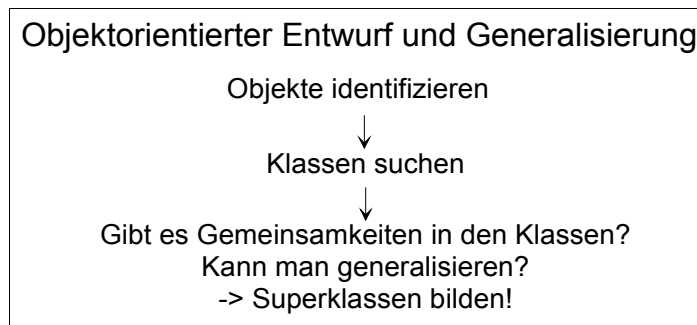 Objektorientierter Entwurf und Generalisierung
Objekte identifizieren
Klassen suchen
Gibt es Gemeinsamkeiten in den Klassen?
Kann man generalisieren?
-> Superklassen bilden!